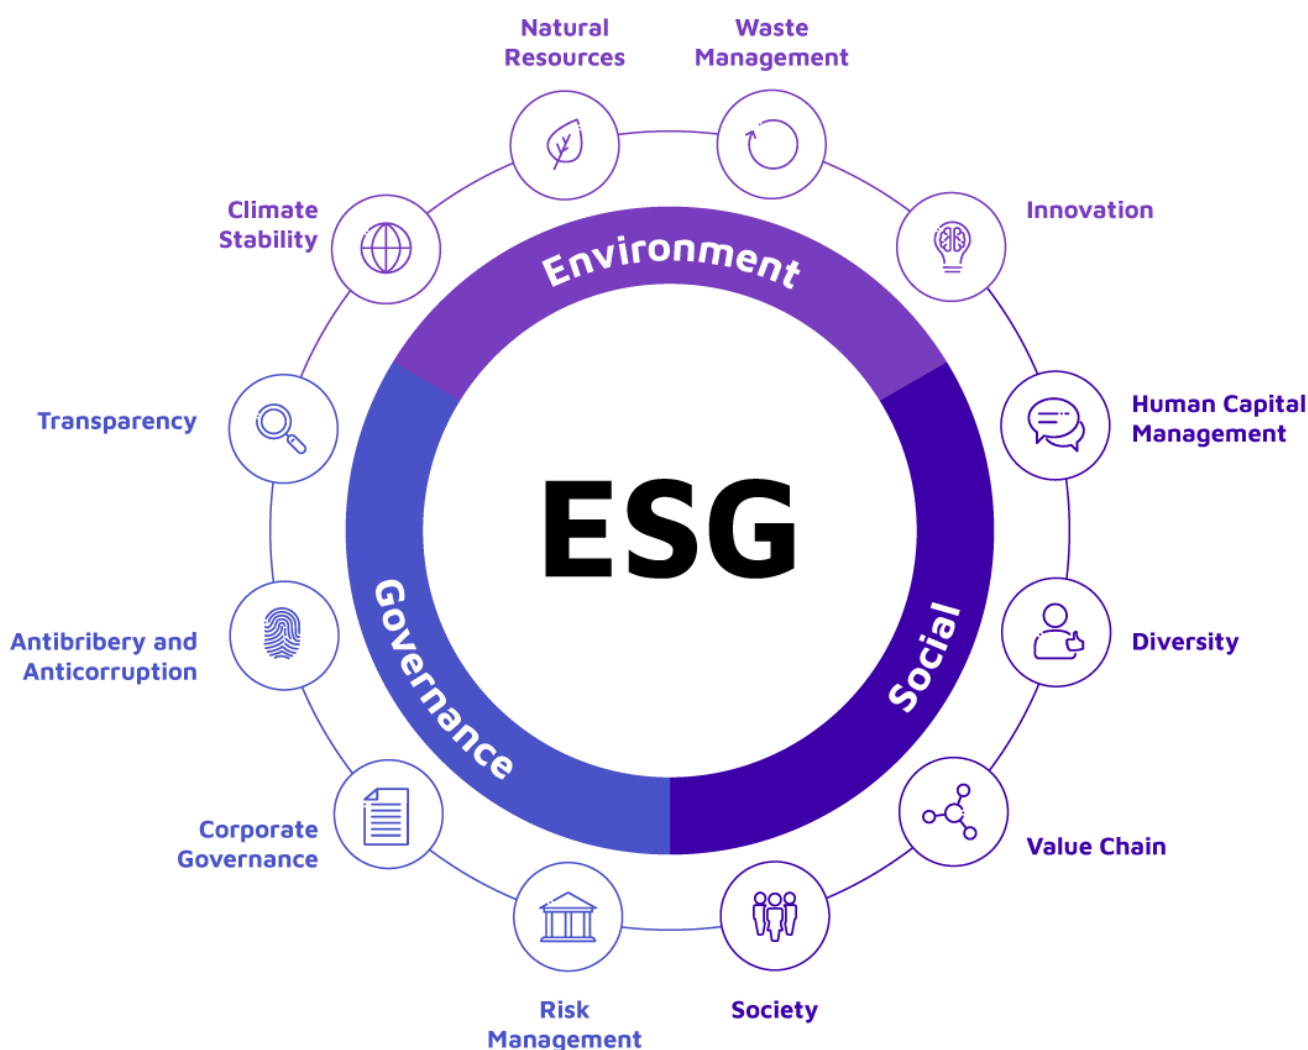 Natural
Resources
Waste
Management
Climate
Stability
Innovation
Environment
Transparency
Human Capital
Management
ESG
Antibribery and
Anticorruption
Governance
Social
Diversity
Corporate
Governance
Value Chain
Risk
Management
Society